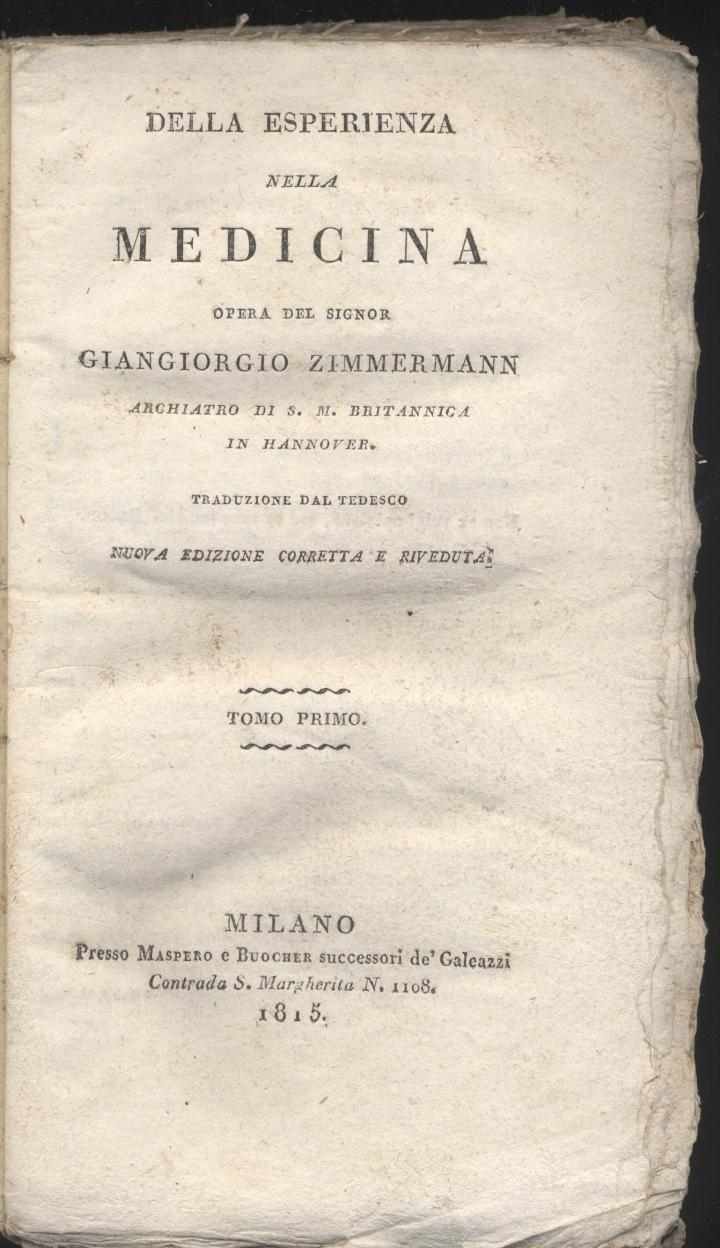 DELLA ESPERIENZA
NELLA
MEDICINA
OPERA DEL SIGNOR
GIANGIORGIO ZIMMERMANN
ARCHIATRO DI S. M. BRITANNICA
IN HANNOVER.
TRADUZIONE DAL TEDESCO
NUOVA EDIZIONE CORRETTA E RIVEDUTA.
TOMO PRIMO.
MILANO
Presso MASPERO e BUOCHER successori de' Galeazzi
Contrada S. Margherita N. 1108.
1815.